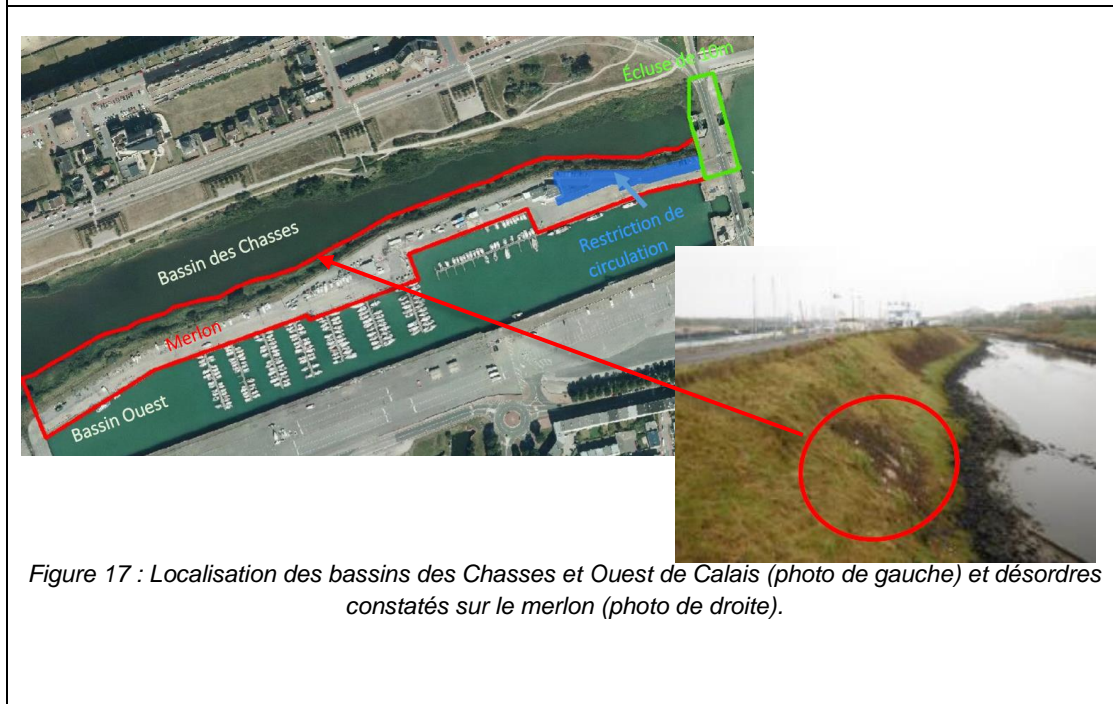 Écluse de 10m
Bassin des Chasses
Restriction de
circulation
Merlon
Bassin Ouest
Figure 17 : Localisation des bassins des Chasses et Ouest de Calais (photo de gauche) et désordres
constatés sur le merlon (photo de droite).